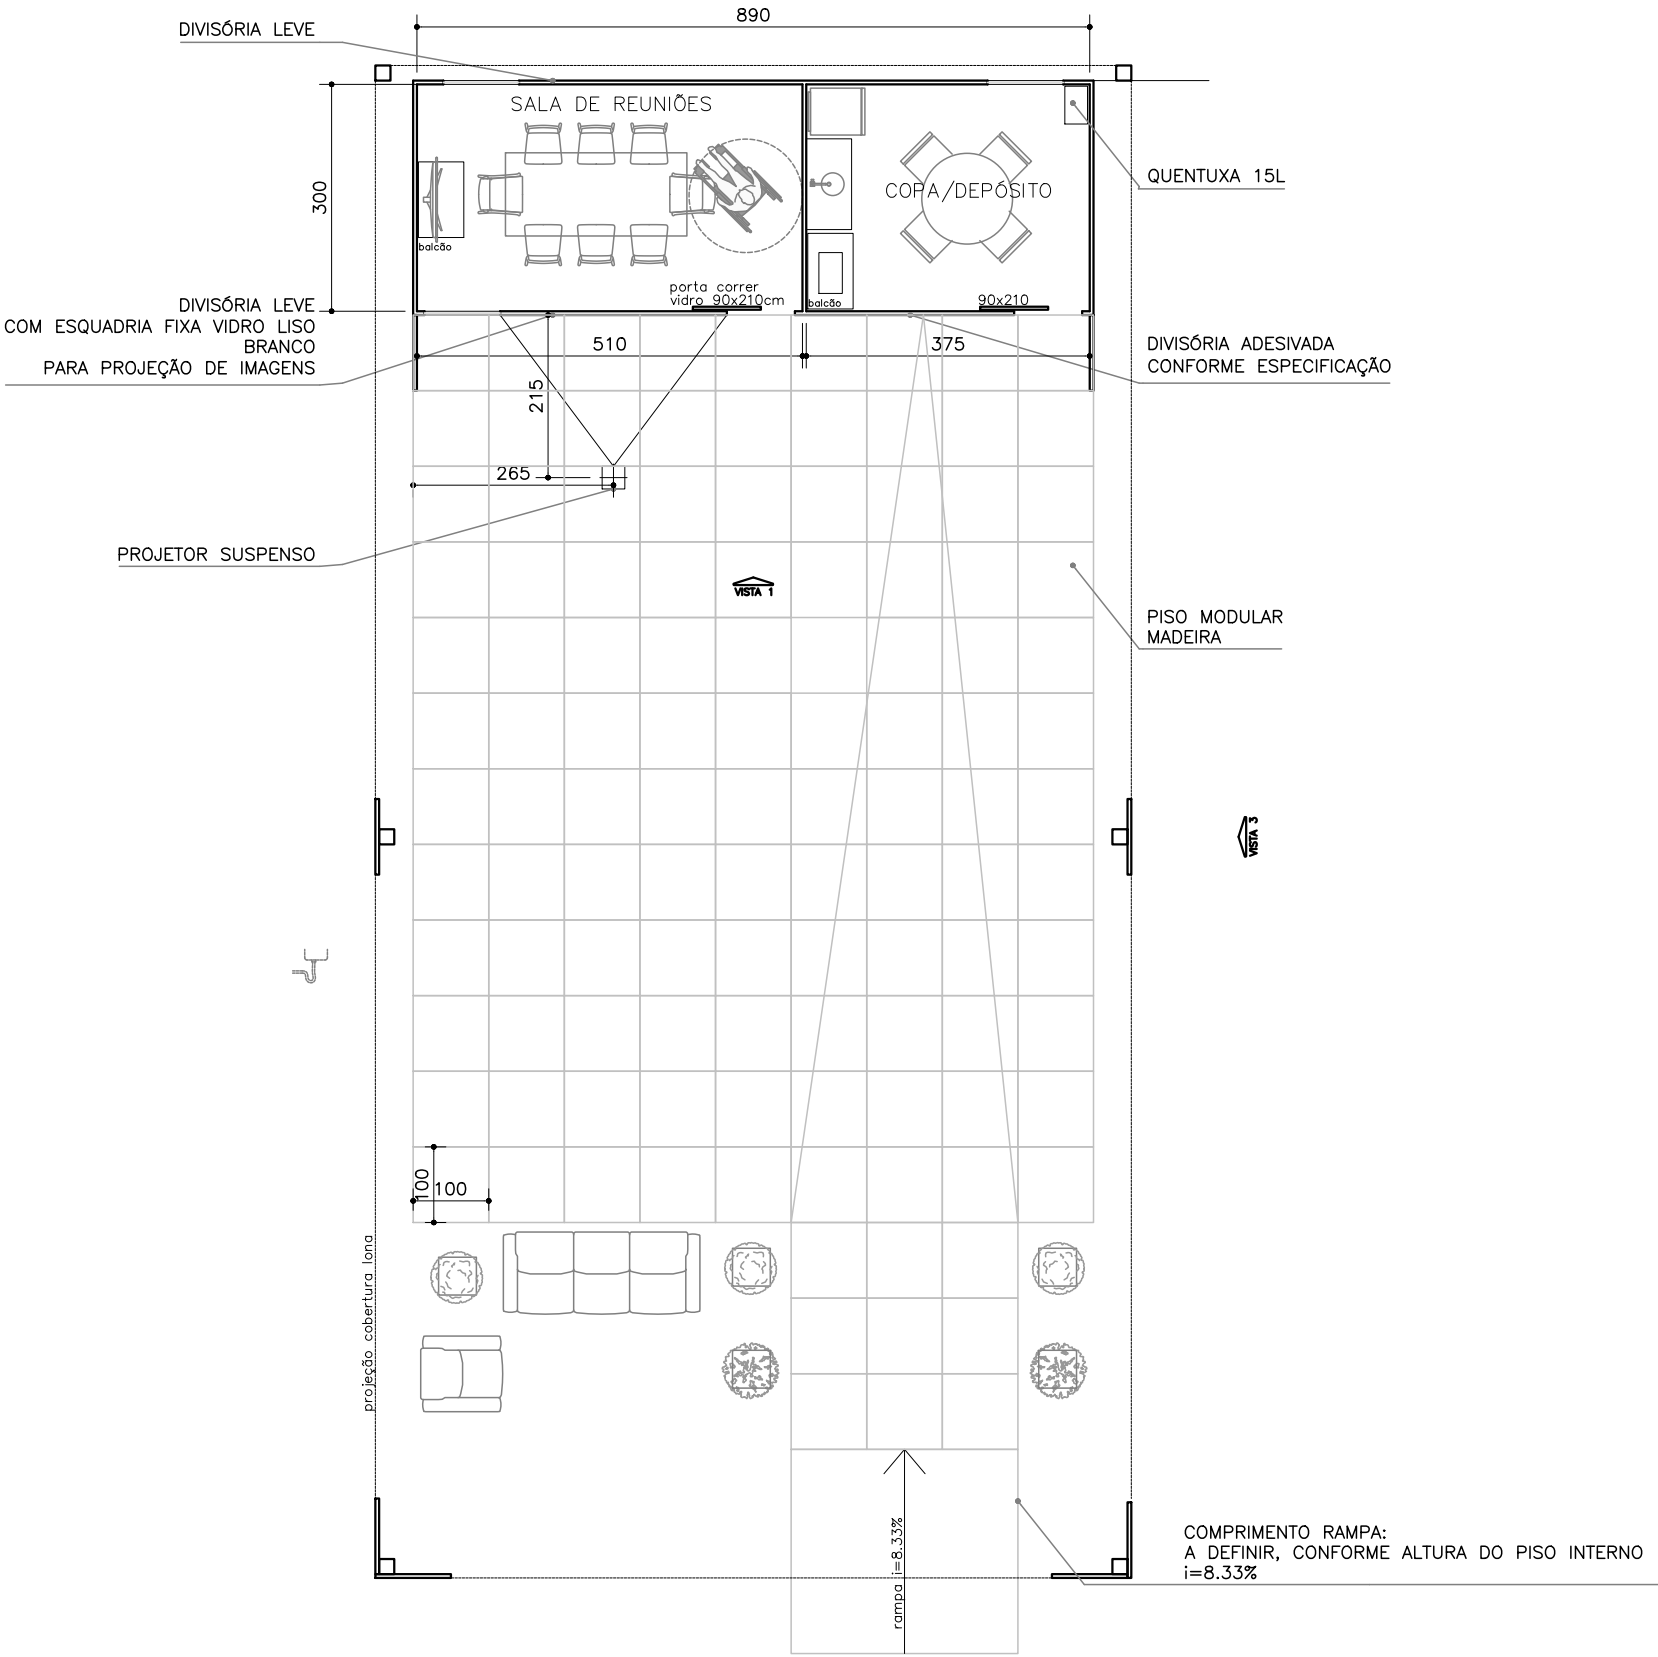 890
DIVISÓRIA LEVE
SALA DE REUNIÕES
300
QUENTUXA 15L
COPA/DEPÓSITO
balcão
porta correr
vidro 90x210cm
balcão
90x210
DIVISÓRIA LEVE
COM ESQUADRIA FIXA VIDRO LISO
BRANCO
PARA PROJEÇÃO DE IMAGENS
510
375
DIVISÓRIA ADESIVADA
CONFORME ESPECIFICAÇÃO
215
265
PROJETOR SUSPENSO
VISTA 1
PISO MODULAR
MADEIRA
VISTA 3
100
100
projeção cobertura lona
rampa i=8.33%
COMPRIMENTO RAMPA:
A DEFINIR, CONFORME ALTURA DO PISO INTERNO
i=8.33%